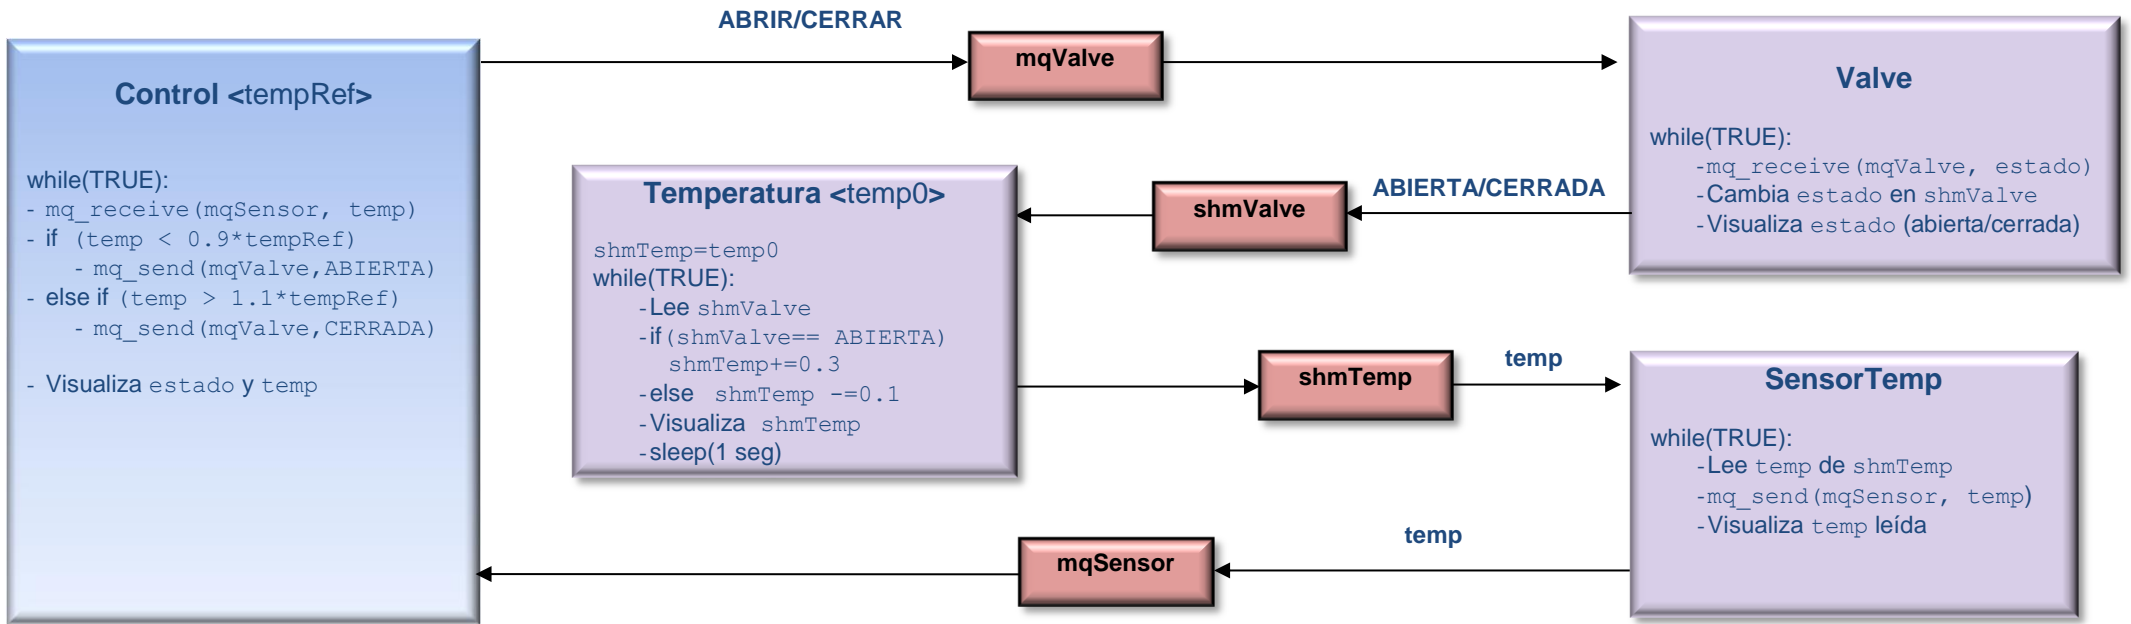 ABRIR/CERRAR
mqValve
Control <tempRef>
while(TRUE):
- mq_receive(mqSensor, temp)
- if (temp < 0.9*tempRef)
- mq_send(mqValve,ABIERTA)
- else if (temp > 1.1*tempRef)
- mq_send(mqValve,CERRADA)
- Visualiza estado y temp
Valve
while(TRUE):
-mq_receive(mqValve, estado)
-Cambia estado en shmValve
-Visualiza estado (abierta/cerrada)
ABIERTA/CERRADA
shmValve
Temperatura <temp0>
shmTemp=temp0
while(TRUE):
-Lee shmValve
-if(shmValve== ABIERTA)
shmTemp+=0.3
-else shmTemp -=0.1
-Visualiza shmTemp
-sleep(1 seg)
shmTemp
temp
SensorTemp
while(TRUE):
-Lee temp de shmTemp
-mq_send(mqSensor, temp)
-Visualiza temp leída
temp
mqSensor